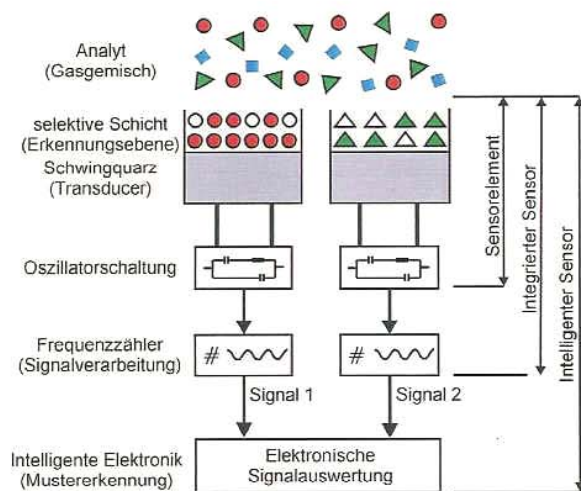 Analyt
(Gasgemisch)
selektive Schicht
(Erkennungsebene)
Schwingquarz
(Transducer)
Oszillatorschaltung
Frequenzzähler
(Signalverarbeitung)
#
#
Signal 1
Signal 2
Intelligente Elektronik
(Mustererkennung)
Elektronische
Signalauswertung
Sensorelement
Integrierter Sensor
Intelligenter Sensor